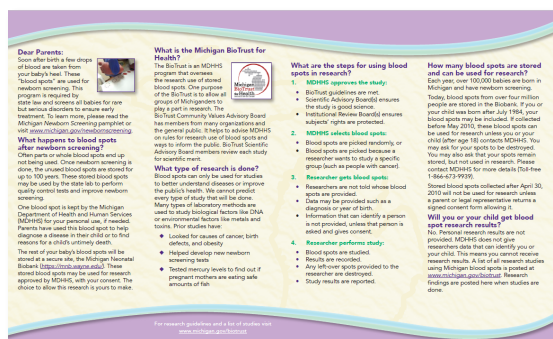 Dear Parents:
Soon after birth a few drops
of blood are taken from
your baby's heel. These
"blood spots" are used for
newborn screening. This
program is required by
state law and screens all babies for rare
but serious disorders to ensure early
treatment. To learn more, please read the
Michigan Newborn Screening pamphlet or
visit www.michigan.gov/newbornscreening.
What happens to blood spots
after newborn screening?
Often parts or whole blood spots end up
not being used. Once newborn screening is
done, the unused blood spots are stored for
up to 100 years. These stored blood spots
may be used by the state lab to perform
quality control tests and improve newborn
screening.
One blood spot is kept by the Michigan
Department of Health and Human Services
(MDHHS) for your personal use, if needed.
Parents have used this blood spot to help
diagnose a disease in their child or to find
reasons for a child's untimely death.
The rest of your baby's blood spots will be
stored at a secure site, the Michigan Neonatal
Biobank (https://mnb.wayne.edu/). These
stored blood spots may be used for research
approved by MDHHS, with your consent. The
choice to allow this research is yours to make.
What is the Michigan BioTrust for
Health?
The BioTrust is an MDHHS
program that oversees
the research use of stored
blood spots. One purpose
of the BioTrust is to allow all
groups of Michiganders to
play a part in research. The
BioTrust Community Values Advisory Board
has members from many organizations and
the general public. It helps to advise MDHHS
on rules for research use of blood spots and
ways to inform the public. BioTrust Scientific
Advisory Board members review each study
for scientific merit.
Michigan
BioTrust
for Health
What type of research is done?
Blood spots can only be used for studies
to better understand diseases or improve
the public's health. We cannot predict
every type of study that will be done.
Many types of laboratory methods are
used to study biological factors like DNA
or environmental factors like metals and
toxins. Prior studies have:
◆ Looked for causes of cancer, birth
defects, and obesity
◆ Helped develop new newborn
screening tests
◆ Tested mercury levels to find out if
pregnant mothers are eating safe
amounts of fish
For research guidelines and a list of studies visit
www.michigan.gov/biotrust
What are the steps for using blood
spots in research?
1. MDHHS approves the study:
• BioTrust guidelines are met.
• Scientific Advisory Board(s) ensures
the study is good science.
• Institutional Review Board(s) ensures
subjects' rights are protected.
2. MDHHS selects blood spots:
• Blood spots are picked randomly, or
• Blood spots are picked because a
researcher wants to study a specific
group (such as people with cancer).
3. Researcher gets blood spots:
• Researchers are not told whose blood
spots are provided.
• Data may be provided such as a
diagnosis or year of birth.
• Information that can identify a person
is not provided, unless that person is
asked and gives consent.
4. Researcher performs study:
• Blood spots are studied.
• Results are recorded.
• Any left-over spots provided to the
researcher are destroyed.
• Study results are reported.
How many blood spots are stored
and can be used for research?
Each year, over 100,000 babies are born in
Michigan and have newborn screening.
Today, blood spots from over four million
people are stored in the Biobank. If you or
your child was born after July 1984, your
blood spots may be included. If collected
before May 2010, these blood spots can
be used for research unless you or your
child (after age 18) contacts MDHHS. You
may ask for your spots to be destroyed.
You may also ask that your spots remain
stored, but not used in research. Please
contact MDHHS for more details (Toll-free
1-866-673-9939).
Stored blood spots collected after April 30,
2010 will not be used for research unless
a parent or legal representative returns a
signed consent form allowing it.
Will you or your child get blood
spot research results?
No. Personal research results are not
provided. MDHHS does not give
researchers data that can identify you or
your child. This means you cannot receive
research results. A list of all research studies
using Michigan blood spots is posted at
www.michigan.gov/biotrust. Research
findings are posted here when studies are
done.